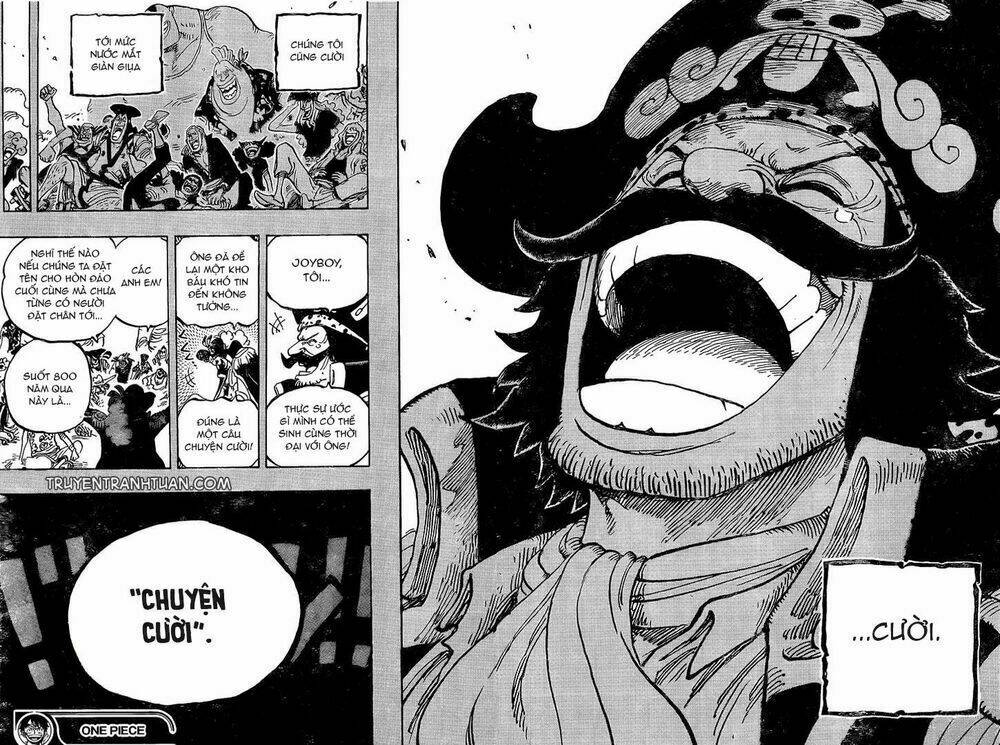 ...CƯỜI.
CHÚNG TÔI
CŨNG CƯỜI
TỚI MỨC
NƯỚC MẮT
GIÀN GIỤA
JOYBOY,
TÔI...
THỰC SỰ ƯỚC
GÌ MÌNH CÓ THỂ
SINH CÙNG THỜI
ĐẠI VỚI ÔNG!
ÔNG ĐÃ ĐỂ
LẠI MỘT KHO
BÁU KHÓ TIN
ĐẾN KHÔNG
TƯỞNG...
ĐÚNG LÀ
MỘT CÂU
CHUYỆN CƯỜI!
CÁC
ANH EM!
NGHĨ THẾ NÀO
NẾU CHÚNG TA ĐẶT
TÊN CHO HÒN ĐẢO
CUỐI CÙNG MÀ CHƯA
TỪNG CÓ NGƯỜI
ĐẶT CHÂN TỚI...
SUỐT 800
NĂM QUA
NÀY LÀ...
TRUYENTRANHTUAN.COM
"CHUYỆN
CƯỜI".
ONE PIECE